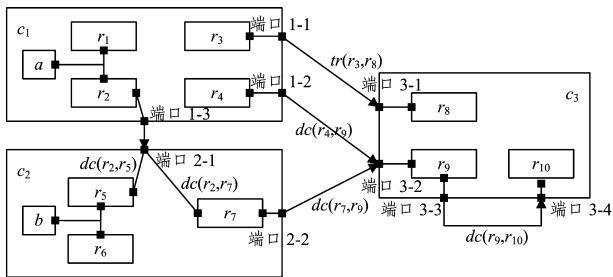 c1
r1
r3
端口 1-1
a
r2
r4
端口 1-2
端口 1-3
tr(r3,r8)
端口 3-1
c3
r8
dc(r4,r9)
端口 2-1
c2
dc(r2,r5)
dc(r2,r7)
r9
r10
端口 3-2
r5
b
r7
r6
端口 2-2
dc(r7,r9)
端口 3-3
端口 3-4
dc(r9,r10)